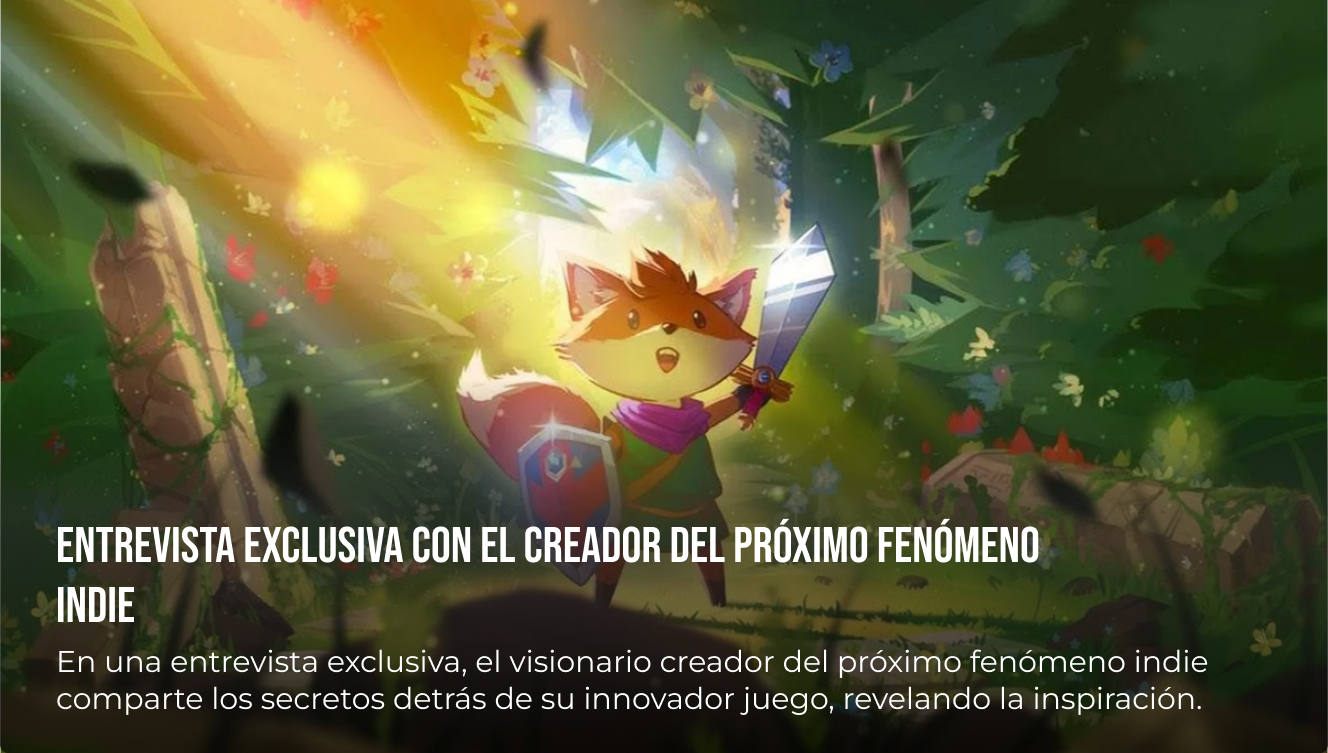 ENTREVISTA EXCLUSIVA CON EL CREADOR DEL PRÓXIMO FENÓMENO
INDIE
En una entrevista exclusiva, el visionario creador del próximo fenómeno indie
comparte los secretos detrás de su innovador juego, revelando la inspiración.